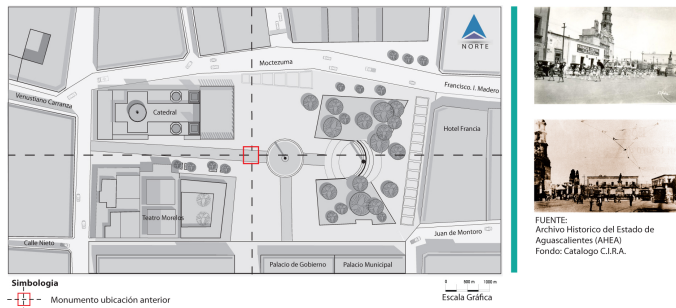 NORTE
Moctezuma
Francisco. I. Madero
Venustiano Carranza
Catedral
Hotel Francia
Teatro Morelos
Juan de Montoro
Calle Nieto
Palacio de Gobierno
Palacio Municipal
Simbologia
Monumento ubicación anterior
0 500 m 1000 m
Escala Gráfica
FUENTE:
Archivo Historico del Estado de
Aguascalientes (AHEA)
Fondo: Catalogo C.I.R.A.